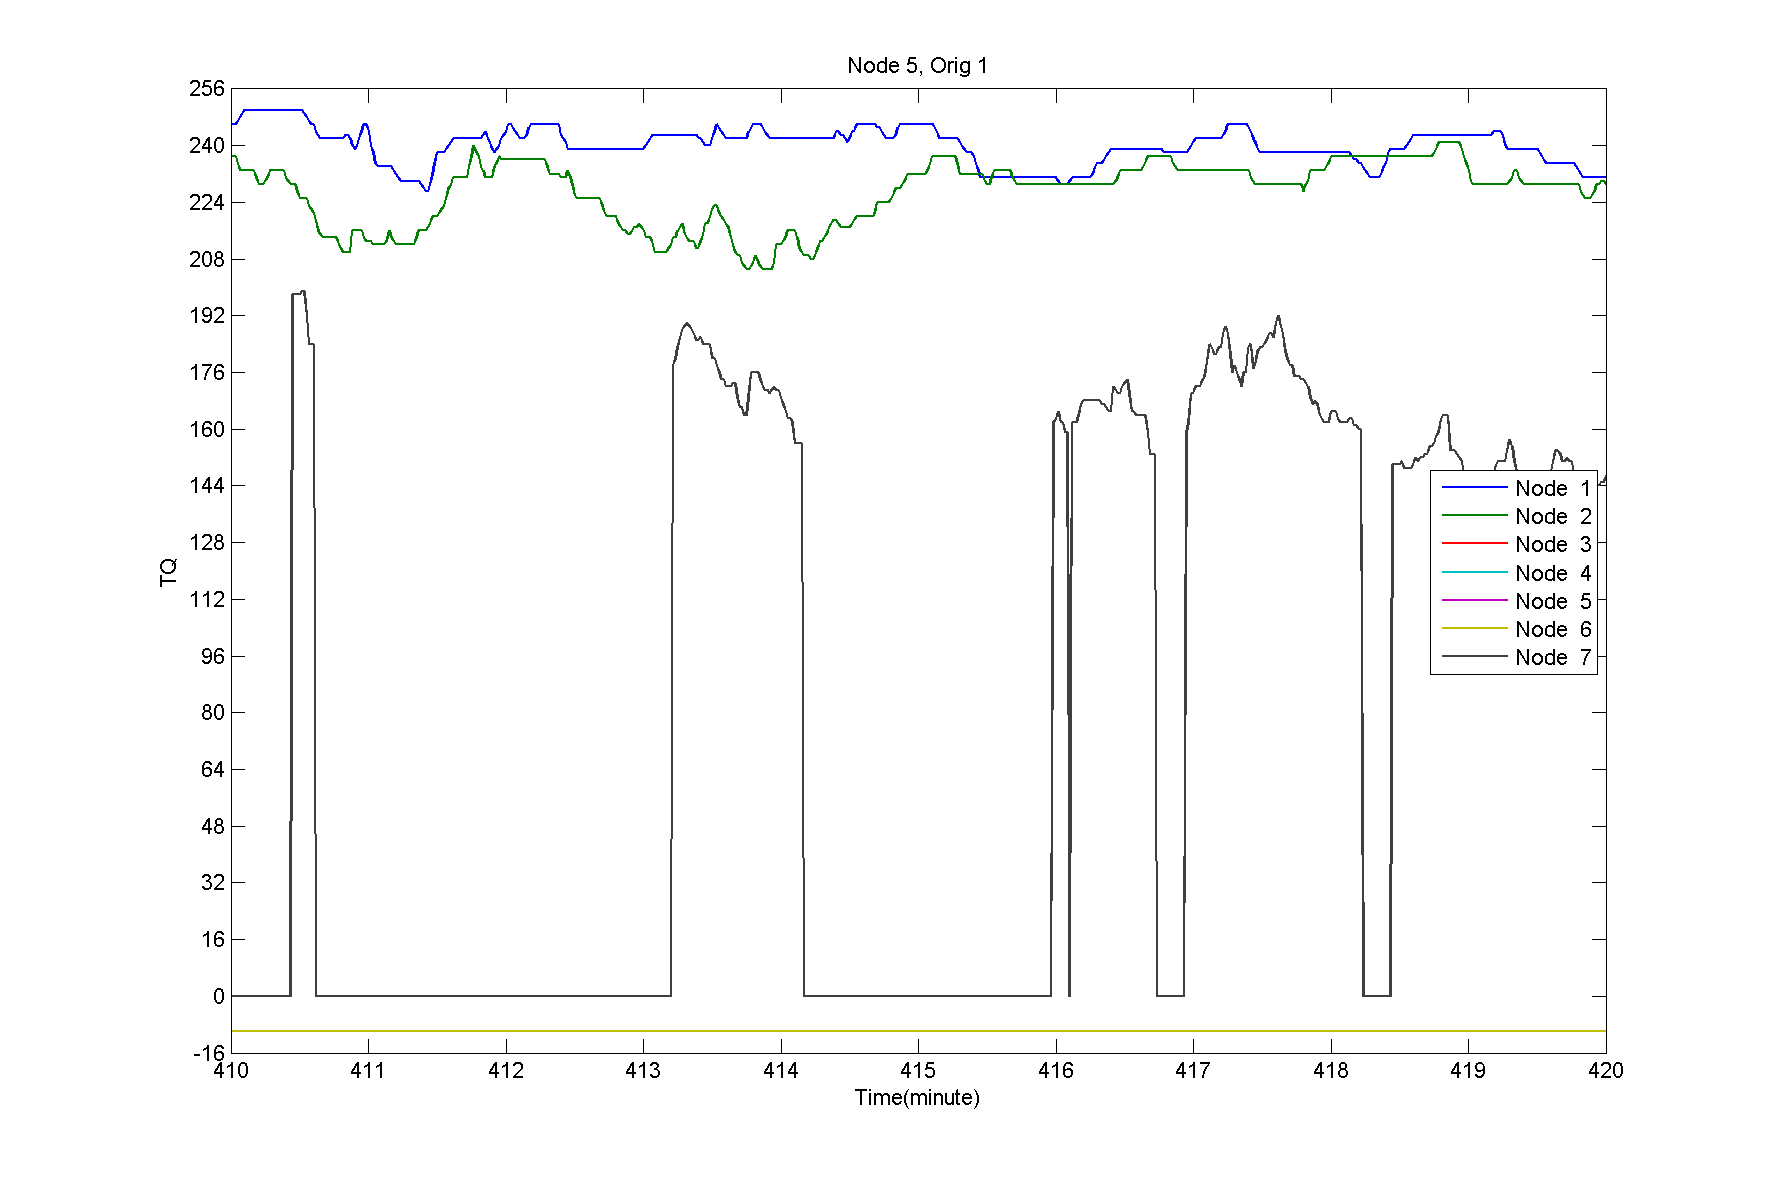 Node 5, Orig 1
256
240
224
208
192
176
160
144
128
112
96
80
64
48
32
16
0
-16
TQ
Node 1
Node 2
Node 3
Node 4
Node 5
Node 6
Node 7
410 411 412 413 414 415 416 417 418 419 420
Time(minute)